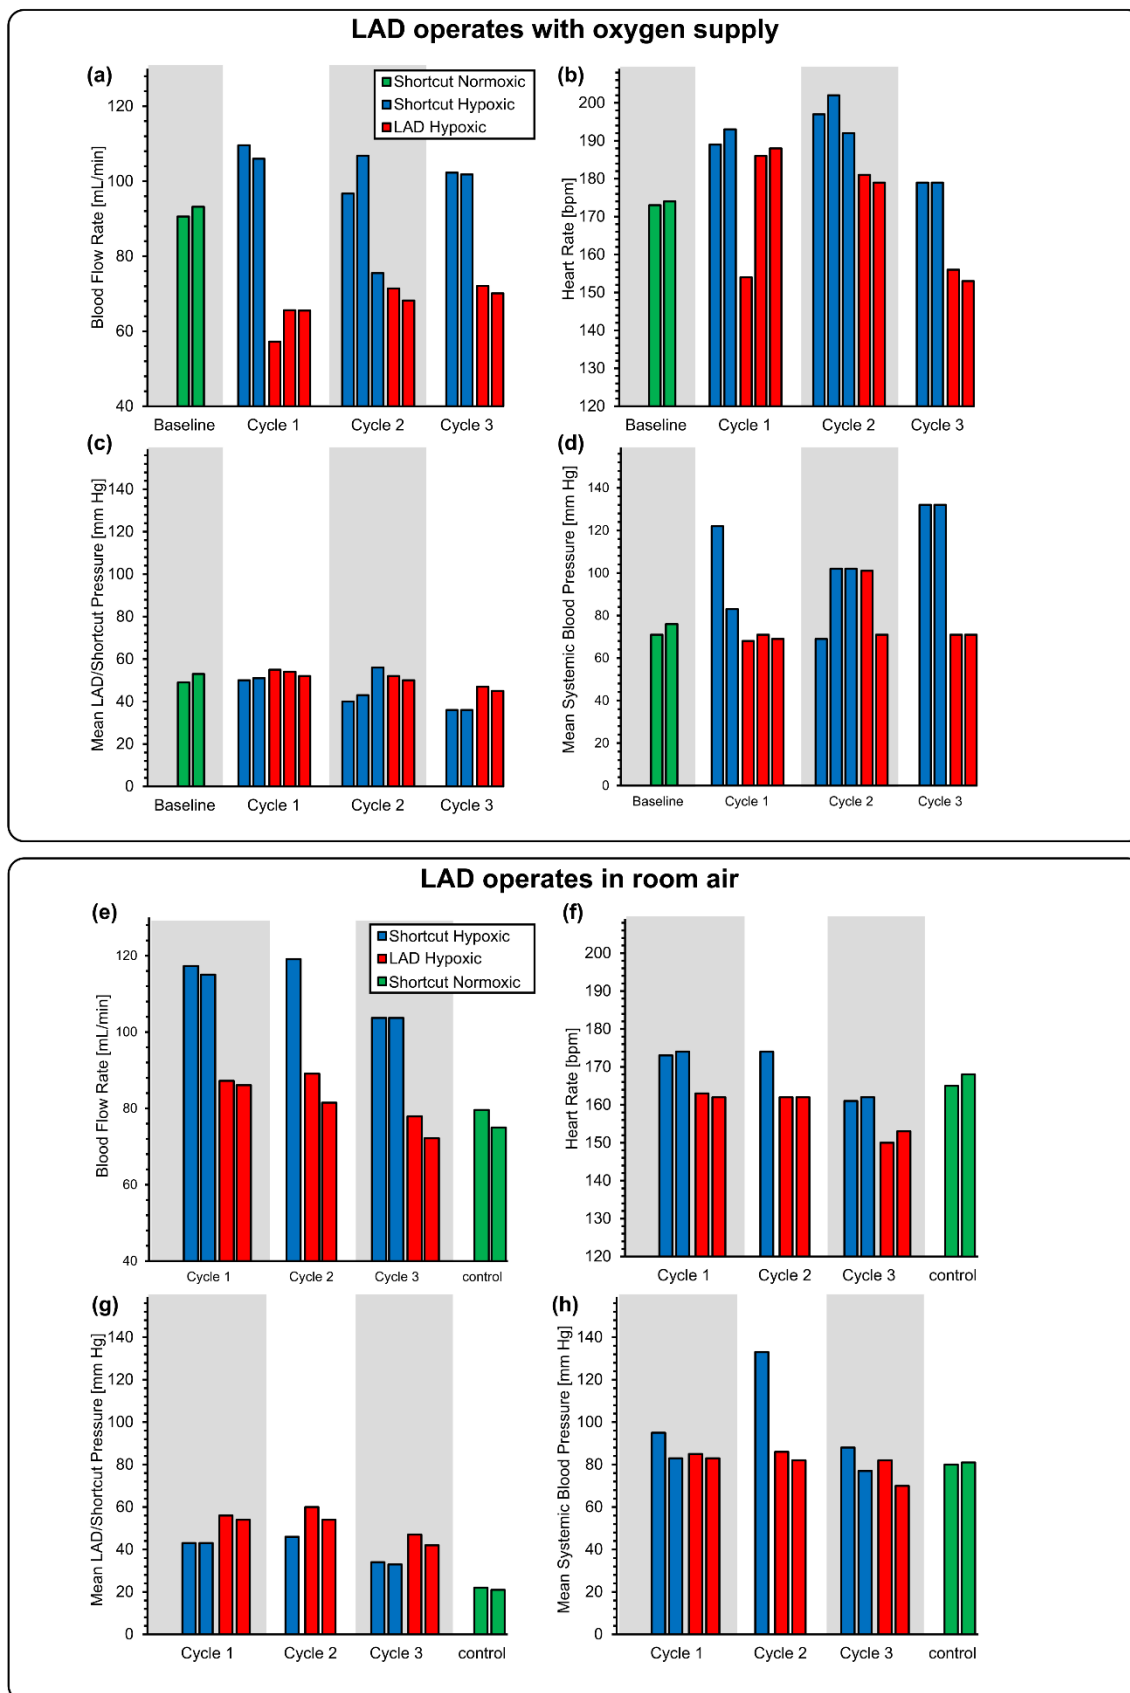 LAD operates with oxygen supply
(a)
Shortcut Normoxic
Shortcut Hypoxic
LAD Hypoxic
Blood Flow Rate [mL/min]
120
100
80
60
40
Baseline
Cycle 1
Cycle 2
Cycle 3
(b)
Heart Rate [bpm]
200
190
180
170
160
150
140
130
120
Baseline
Cycle 1
Cycle 2
Cycle 3
(c)
Mean LAD/Shortcut Pressure [mm Hg]
140
120
100
80
60
40
20
0
Baseline
Cycle 1
Cycle 2
Cycle 3
(d)
Mean Systemic Blood Pressure [mm Hg]
140
120
100
80
60
40
20
0
Baseline
Cycle 1
Cycle 2
Cycle 3
LAD operates in room air
(e)
Shortcut Hypoxic
LAD Hypoxic
Shortcut Normoxic
Blood Flow Rate [mL/min]
120
100
80
60
40
Cycle 1
Cycle 2
Cycle 3
control
(f)
Heart Rate [bpm]
200
190
180
170
160
150
140
130
120
Cycle 1
Cycle 2
Cycle 3
control
(g)
Mean LAD/Shortcut Pressure [mm Hg]
140
120
100
80
60
40
20
0
Cycle 1
Cycle 2
Cycle 3
control
(h)
Mean Systemic Blood Pressure [mm Hg]
140
120
100
80
60
40
20
0
Cycle 1
Cycle 2
Cycle 3
control